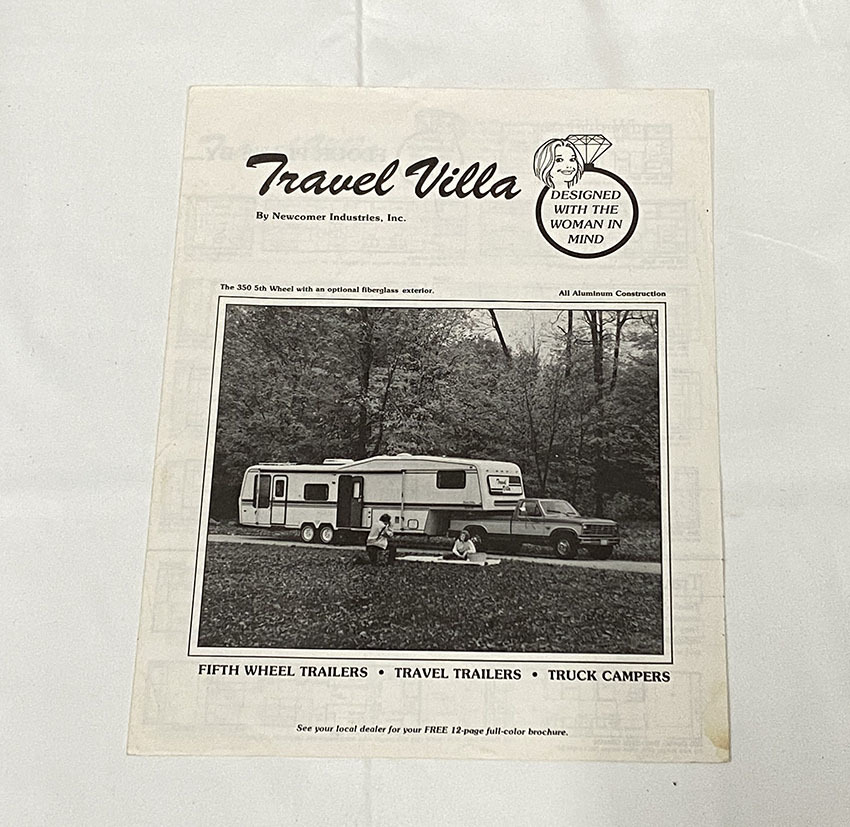 Travel Villa
By Newcomer Industries, Inc.
DESIGNED
WITH THE
WOMAN IN
MIND
The 350 5th Wheel with an optional fiberglass exterior.
All Aluminum Construction
Travel
Villa
FIFTH WHEEL TRAILERS • TRAVEL TRAILERS • TRUCK CAMPERS
See your local dealer for your FREE 12-page full-color brochure.